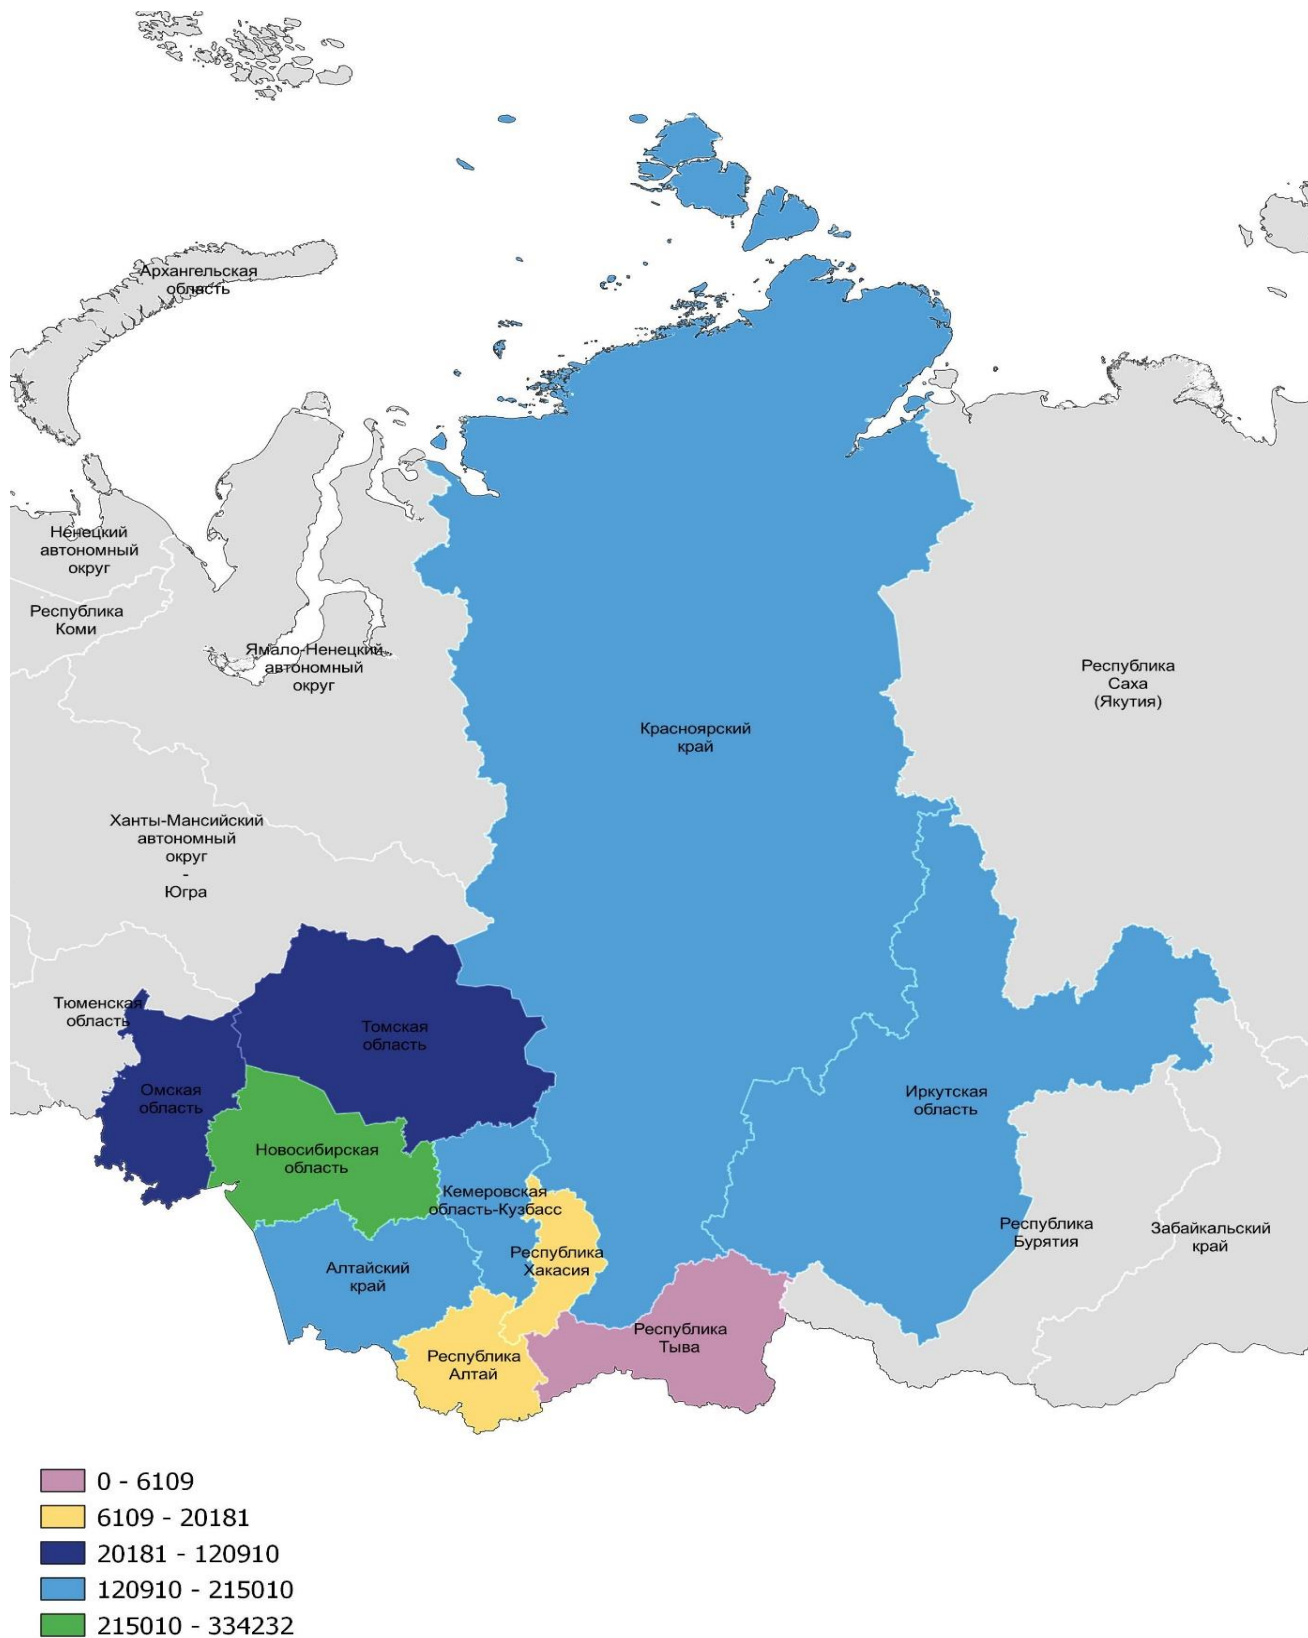 Архангельская
область
Ненецкий
автономный
округ
Республика
Коми
Ямало-Ненецкий
автономный
округ
Республика
Саха
(Якутия)
Красноярский
край
Ханты-Мансийский
автономный
округ
-
Югра
Тюменская
область
Томская
область
Омская
область
Иркутская
область
Новосибирская
область
Кемеровская
область-Кузбасс
Республика
Хакасия
Республика
Бурятия
Забайкальский
край
Алтайский
край
Республика
Тыва
Республика
Алтай
0 - 6109
6109 - 20181
20181 - 120910
120910 - 215010
215010 - 334232